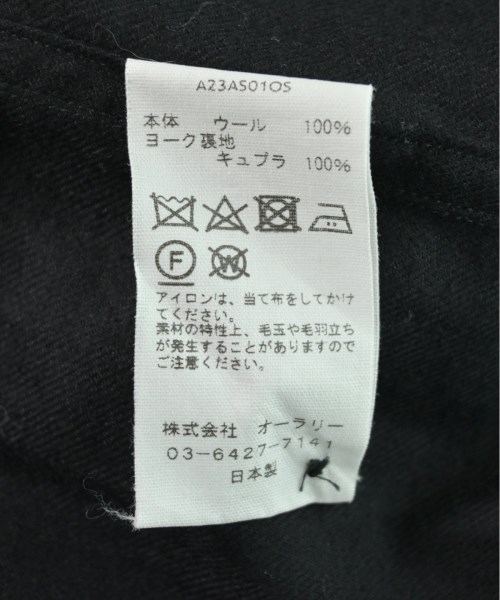 A23AS01OS
本体 ウール 100%
ヨーク裏地
キュプラ 100%
F W
アイロンは、当て布をしてかけ
てください。
素材の特性上、毛玉や毛羽立ち
が発生することがありますので
ご注意ください。
株式会社 オーラリー
03-6427-7141
日本製